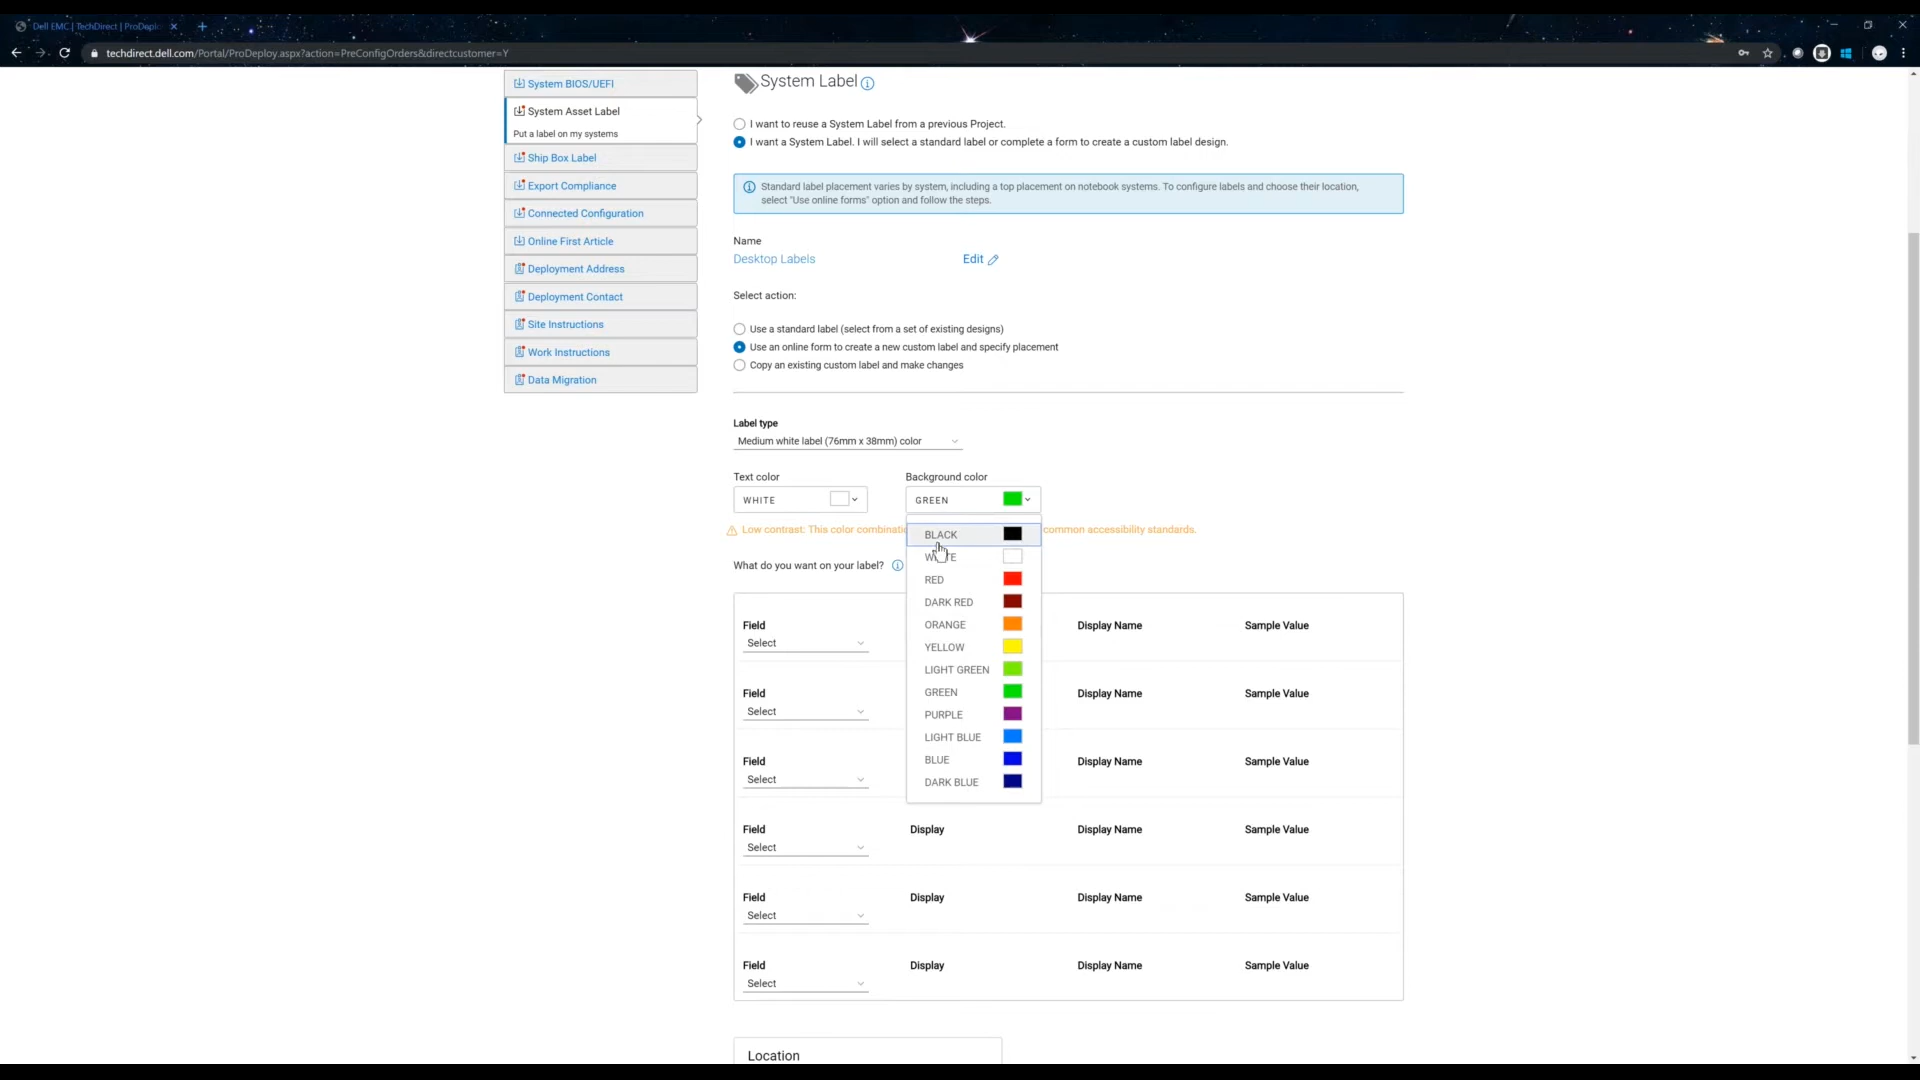 Dell EMC | TechDirect | ProDeplo
techdirect.dell.com/Portal/ProDeploy.aspx?action=PreConfigOrders&directcustomer=Y
System BIOS/UEFI
System Asset Label
Put a label on my systems
Ship Box Label
Export Compliance
Connected Configuration
Online First Article
Deployment Address
Deployment Contact
Site Instructions
Work Instructions
Data Migration
System Label
I want to reuse a System Label from a previous Project.
I want a System Label. I will select a standard label or complete a form to create a custom label design.
Standard label placement varies by system, including a top placement on notebook systems. To configure labels and choose their location,
select "Use online forms" option and follow the steps.
Name
Desktop Labels Edit
Select action:
Use a standard label (select from a set of existing designs)
Use an online form to create a new custom label and specify placement
Copy an existing custom label and make changes
Label type
Medium white label (76mm x 38mm) color
Text color Background color
WHITE GREEN
Low contrast: This color combinatio common accessibility standards.
What do you want on your label?
BLACK
WHITE
RED
DARK RED
ORANGE
YELLOW
LIGHT GREEN
GREEN
PURPLE
LIGHT BLUE
BLUE
DARK BLUE
Field Display Name Sample Value
Select
Field Display Name Sample Value
Select
Field Display Name Sample Value
Select
Field Display Display Name Sample Value
Select
Field Display Display Name Sample Value
Select
Field Display Display Name Sample Value
Select
Location